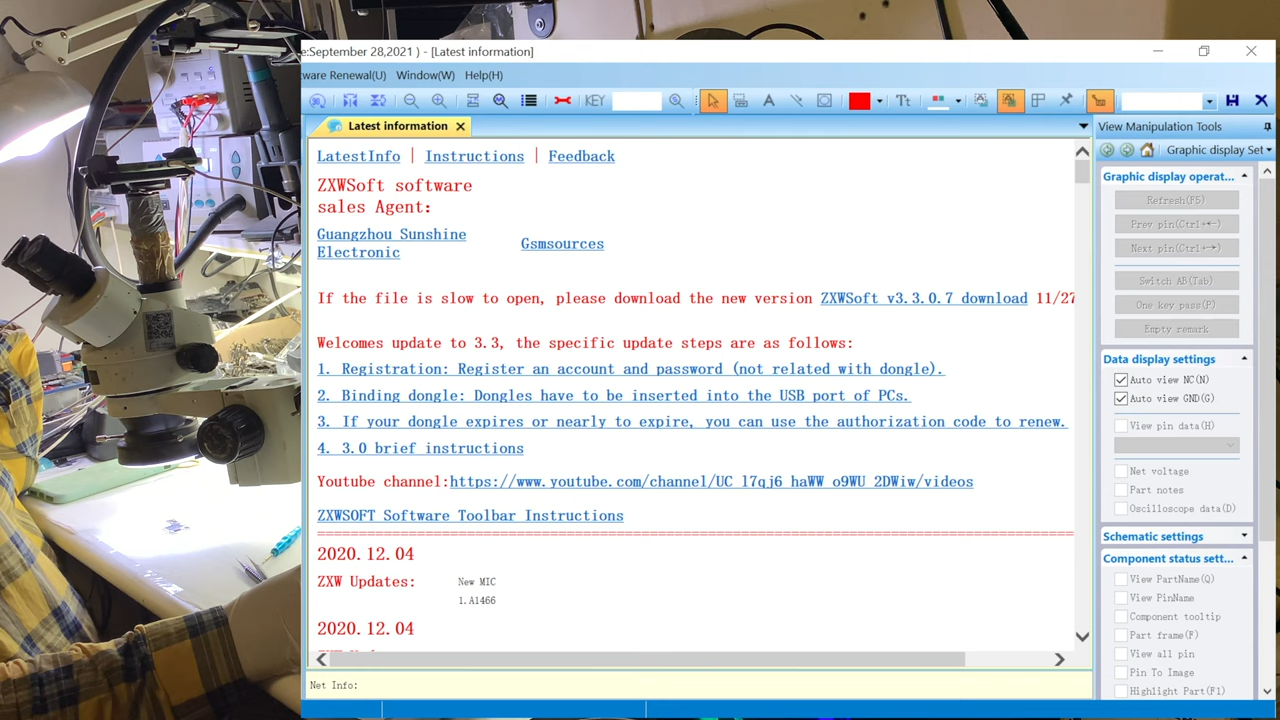 e:September 28,2021 ) - [Latest information]
ware Renewal(U) Window(W) Help(H)
KEY
Latest information
LatestInfo | Instructions | Feedback
ZXWSoft software
sales Agent:
Guangzhou Sunshine
Electronic
Gsmsources
If the file is slow to open, please download the new version ZXWSoft v3.3.0.7 download 11/27
Welcomes update to 3.3, the specific update steps are as follows:
1. Registration: Register an account and password (not related with dongle).
2. Binding dongle: Dongles have to be inserted into the USB port of PCs.
3. If your dongle expires or nearly to expire, you can use the authorization code to renew.
4. 3.0 brief instructions
Youtube channel:https://www.youtube.com/channel/UC_l7qj6_haWW_o9WU_2DWiw/videos
ZXWSOFT Software Toolbar Instructions
2020.12.04
ZXW Updates: New MIC
1.A1466
2020.12.04
Net Info:
View Manipulation Tools
Graphic display Set
Graphic display operat...
Refresh(F5)
Prev pin(Ctrl+←)
Next pin(Ctrl+→)
Switch AB(Tab)
One key pass(P)
Empty remark
Data display settings
Auto view NC(N)
Auto view GND(G)
View pin data(H)
Net voltage
Part notes
Oscilloscope data(D)
Schematic settings
Component status sett...
View PartName(Q)
View PinName
Component tooltip
Part frame(F)
View all pin
Pin To Image
Highlight Part(F1)